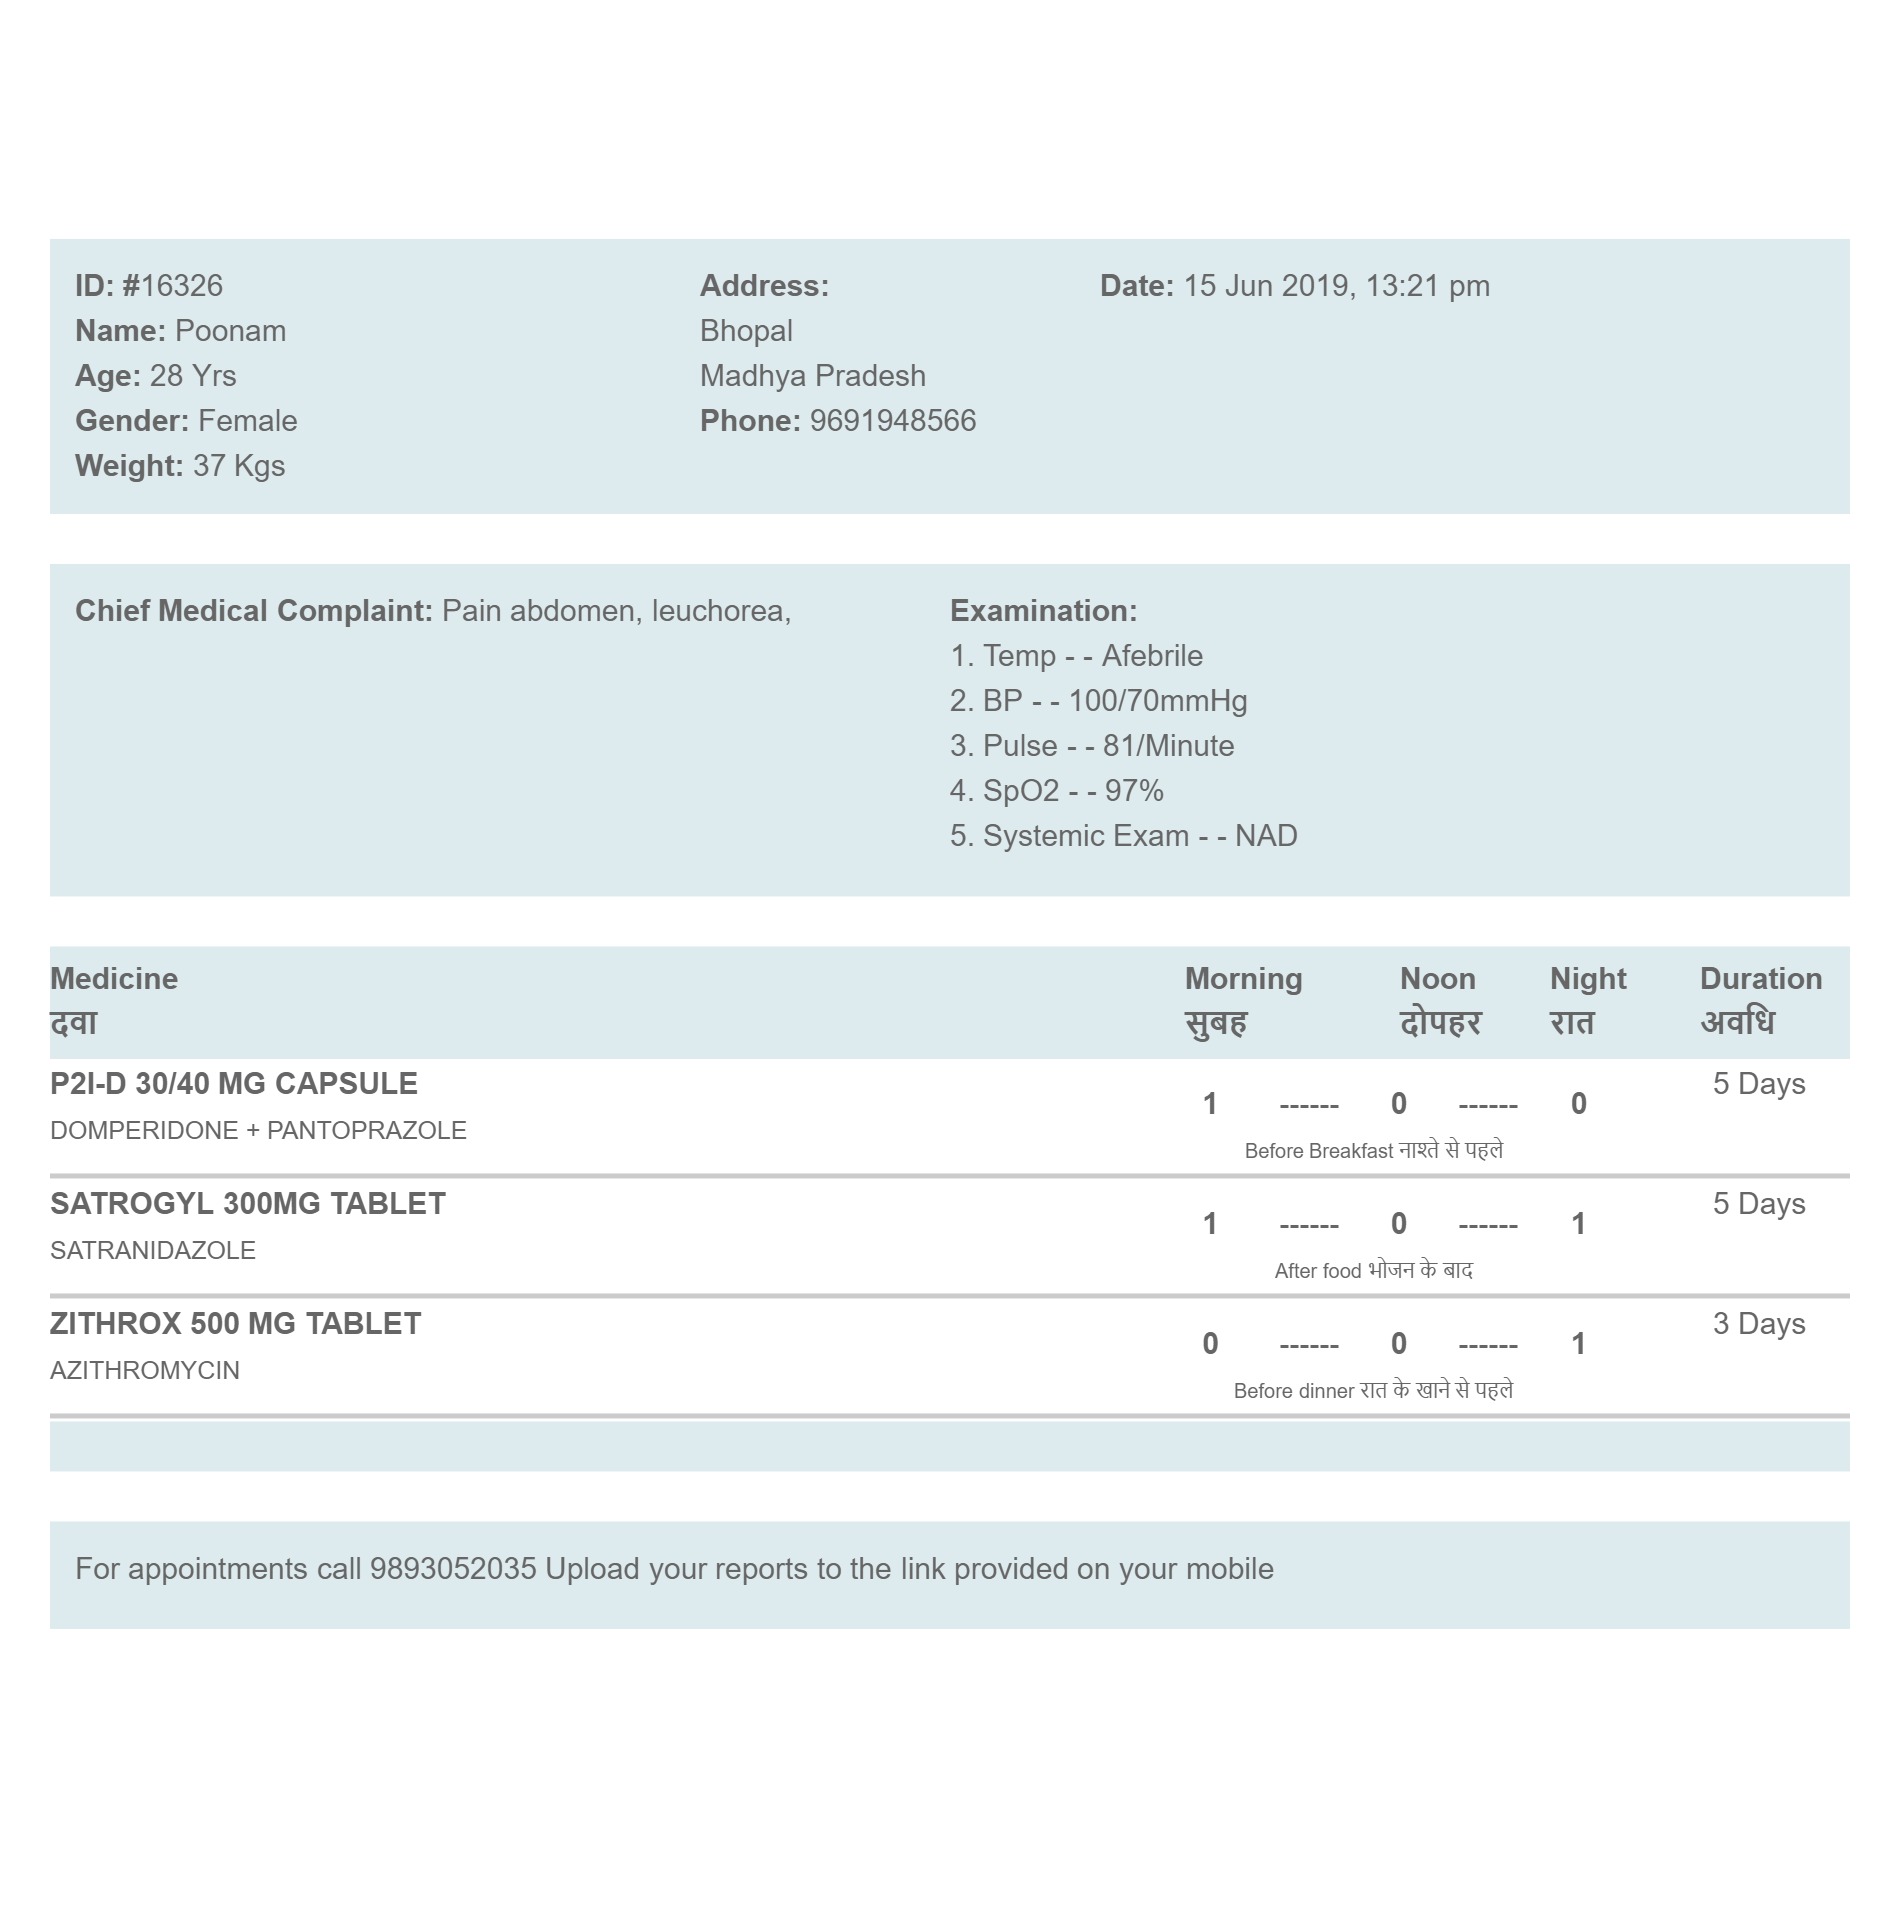 ID: #16326
Name: Poonam
Age: 28 Yrs
Gender: Female
Weight: 37 Kgs
Address:
Bhopal
Madhya Pradesh
Phone: 9691948566
Date: 15 Jun 2019, 13:21 pm
Chief Medical Complaint: Pain abdomen, leuchorea,
Examination:
1. Temp - - Afebrile
2. BP - - 100/70mmHg
3. Pulse - - 81/Minute
4. SpO2 - - 97%
5. Systemic Exam - - NAD
Medicine Morning Noon Night Duration
दवा सुबह दोपहर रात अवधि
P2I-D 30/40 MG CAPSULE 1 ------ 0 ------ 0 5 Days
DOMPERIDONE + PANTOPRAZOLE Before Breakfast नाश्ते से पहले
SATROGYL 300MG TABLET 1 ------ 0 ------ 1 5 Days
SATRANIDAZOLE After food भोजन के बाद
ZITHROX 500 MG TABLET 0 ------ 0 ------ 1 3 Days
AZITHROMYCIN Before dinner रात के खाने से पहले
For appointments call 9893052035 Upload your reports to the link provided on your mobile